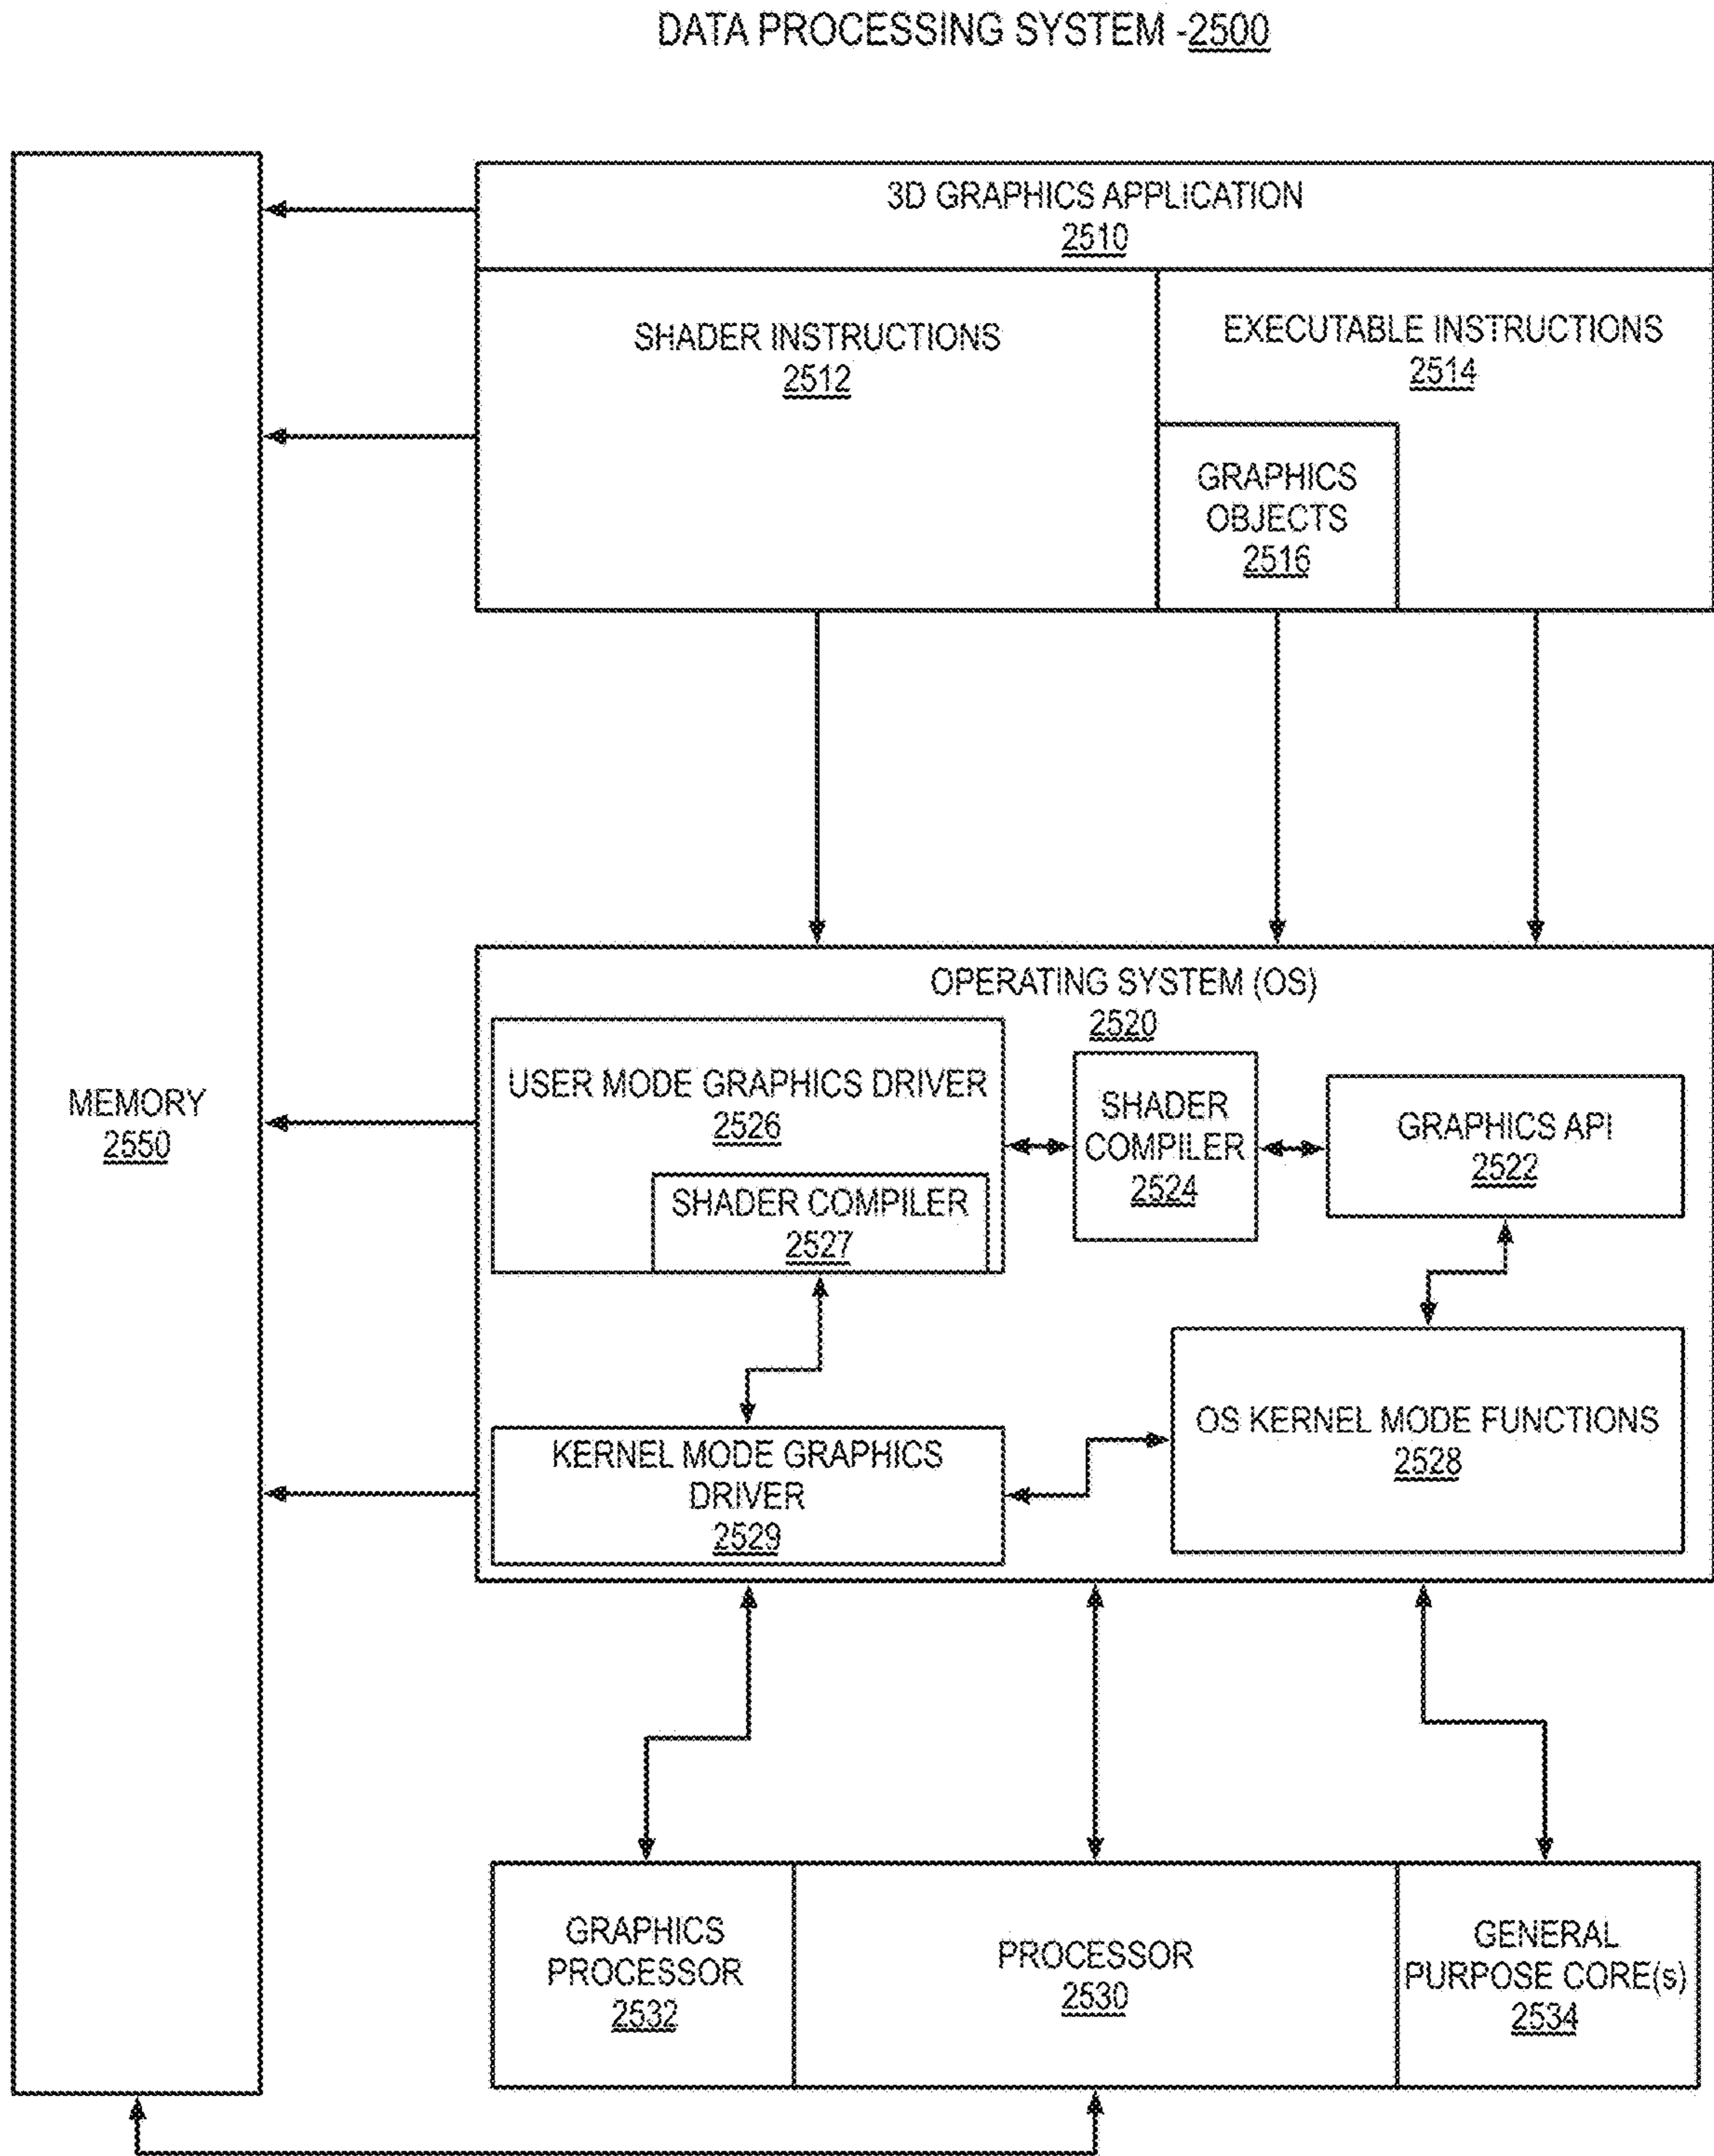 DATA PROCESSING SYSTEM -2500
3D GRAPHICS APPLICATION
2510
SHADER INSTRUCTIONS
2512
EXECUTABLE INSTRUCTIONS
2514
GRAPHICS
OBJECTS
2516
MEMORY
2550
OPERATING SYSTEM (OS)
2520
USER MODE GRAPHICS DRIVER
2526
SHADER COMPILER
2527
SHADER
COMPILER
2524
GRAPHICS API
2522
KERNEL MODE GRAPHICS
DRIVER
2529
OS KERNEL MODE FUNCTIONS
2528
GRAPHICS
PROCESSOR
2532
PROCESSOR
2530
GENERAL
PURPOSE CORE(s)
2534